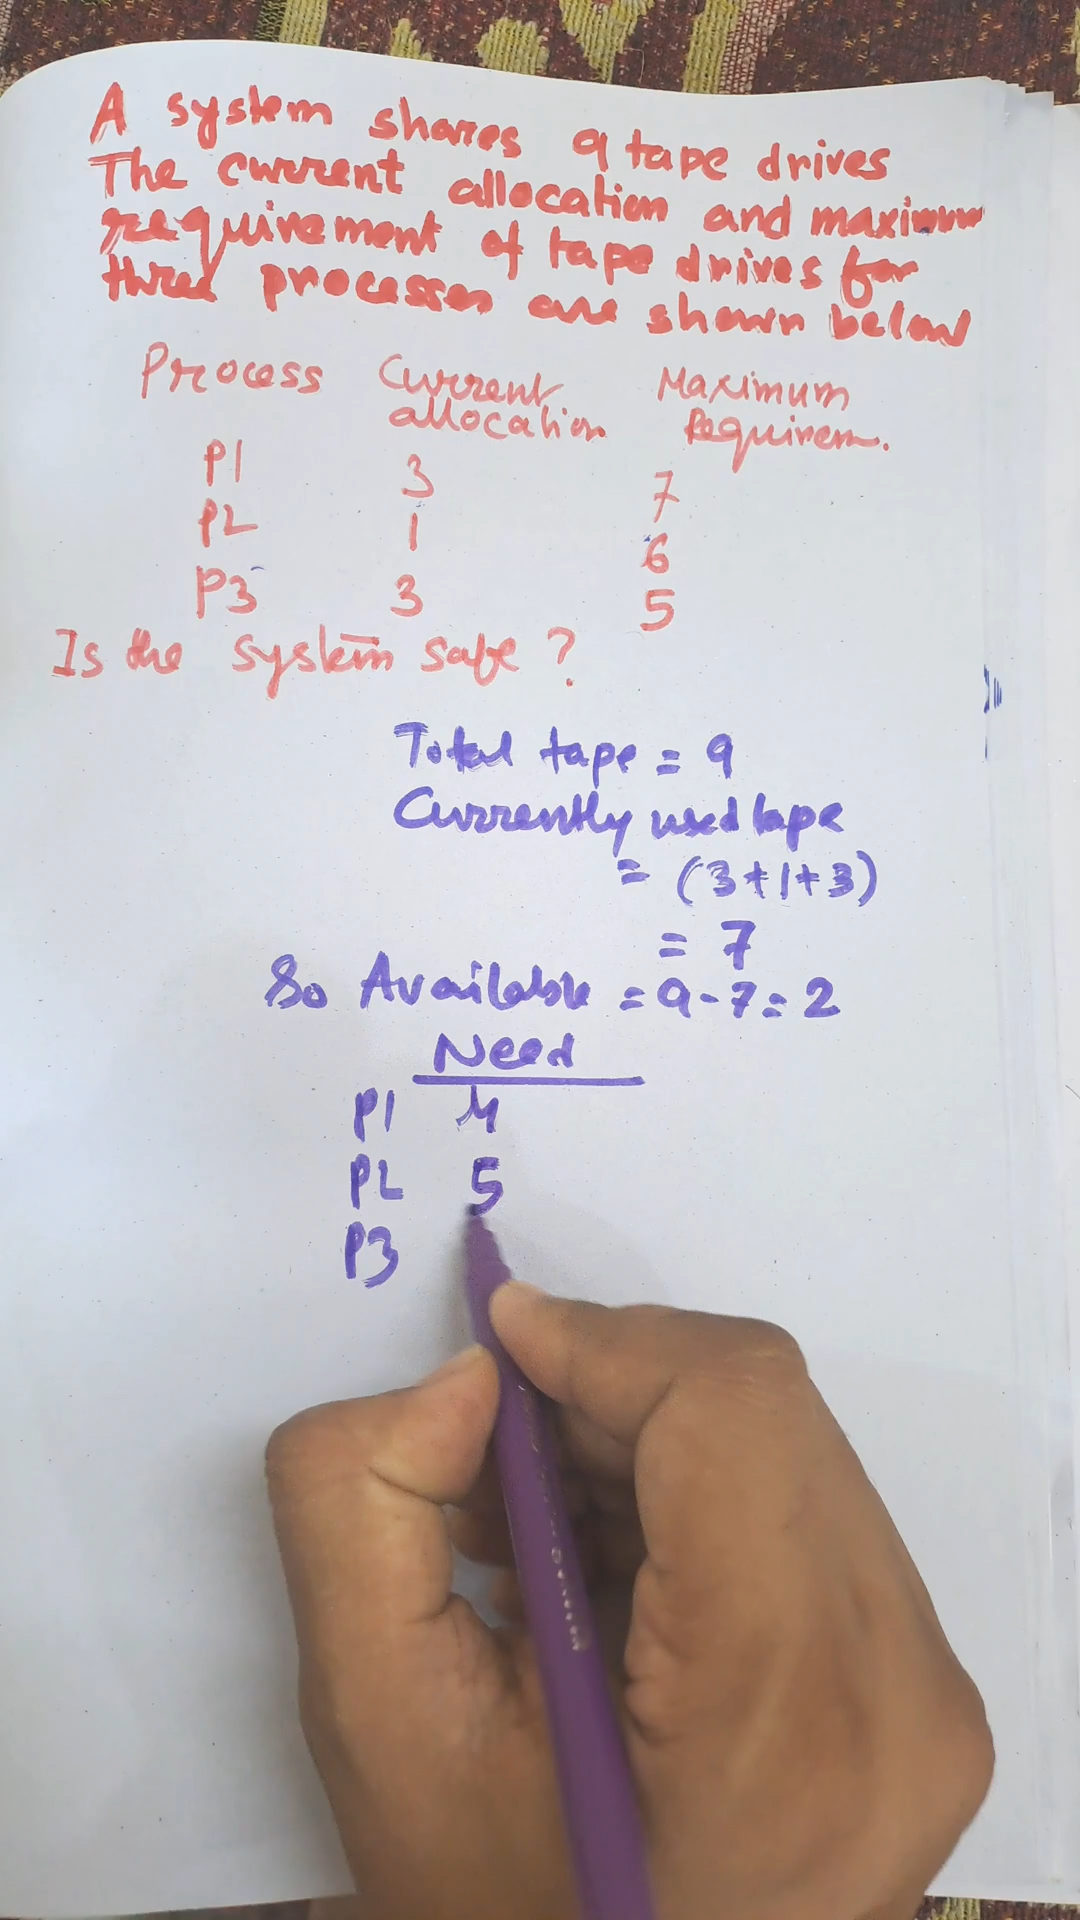 A system shares 9 tape drives
The current allocation and maximum
requirement of tape drives for
three processes are shown below
Process Current allocation Maximum Requirem.
P1 3 7
P2 1 6
P3 3 5
Is the system safe ?
Total tape = 9
Currently used tape
= (3+1+3)
= 7
So Available = 9-7=2
Need
P1 4
P2 5
P3